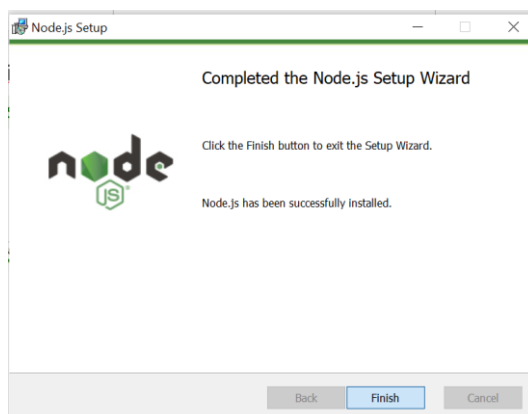 Node.js Setup
Completed the Node.js Setup Wizard
Click the Finish button to exit the Setup Wizard.
node
JS
Node.js has been successfully installed.
Back
Finish
Cancel